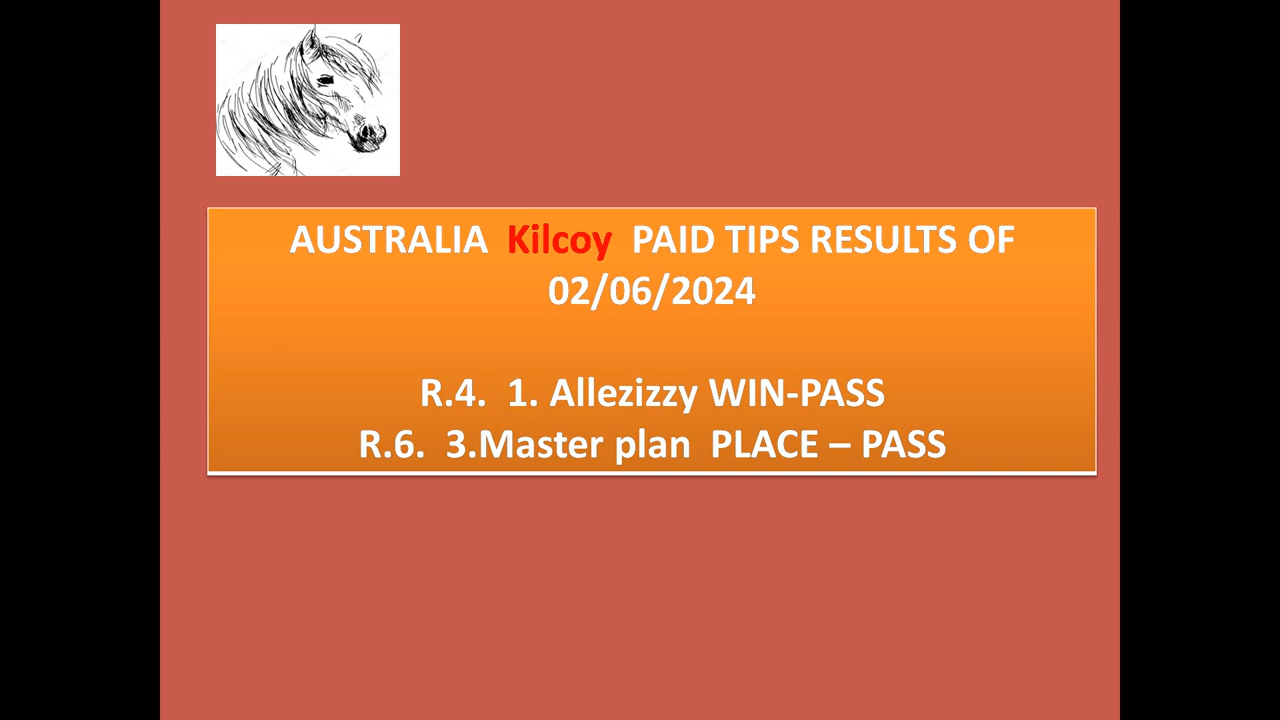 AUSTRALIA Kilcoy PAID TIPS RESULTS OF
02/06/2024
R.4. 1. Allezizzy WIN-PASS
R.6. 3.Master plan PLACE – PASS